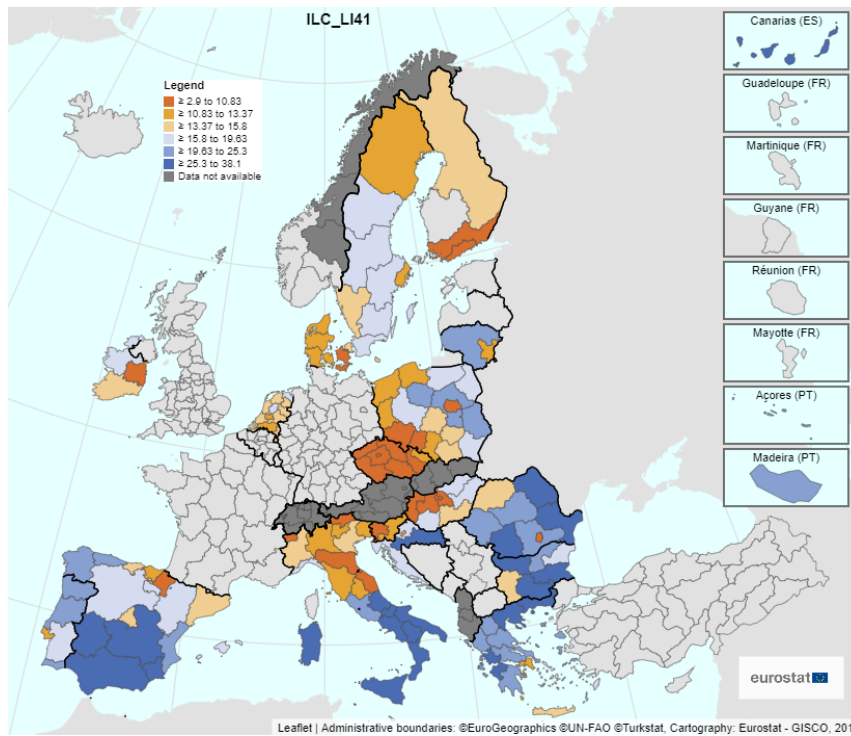 ILC_LI41
Legend
≥ 2.9 to 10.83
≥ 10.83 to 13.37
≥ 13.37 to 15.8
≥ 15.8 to 19.63
≥ 19.63 to 25.3
≥ 25.3 to 38.1
Data not available
Canarias (ES)
Guadeloupe (FR)
Martinique (FR)
Guyane (FR)
Réunion (FR)
Mayotte (FR)
Açores (PT)
Madeira (PT)
eurostat
Leaflet | Administrative boundaries: ©EuroGeographics ©UN-FAO ©Turkstat, Cartography: Eurostat - GISCO, 201